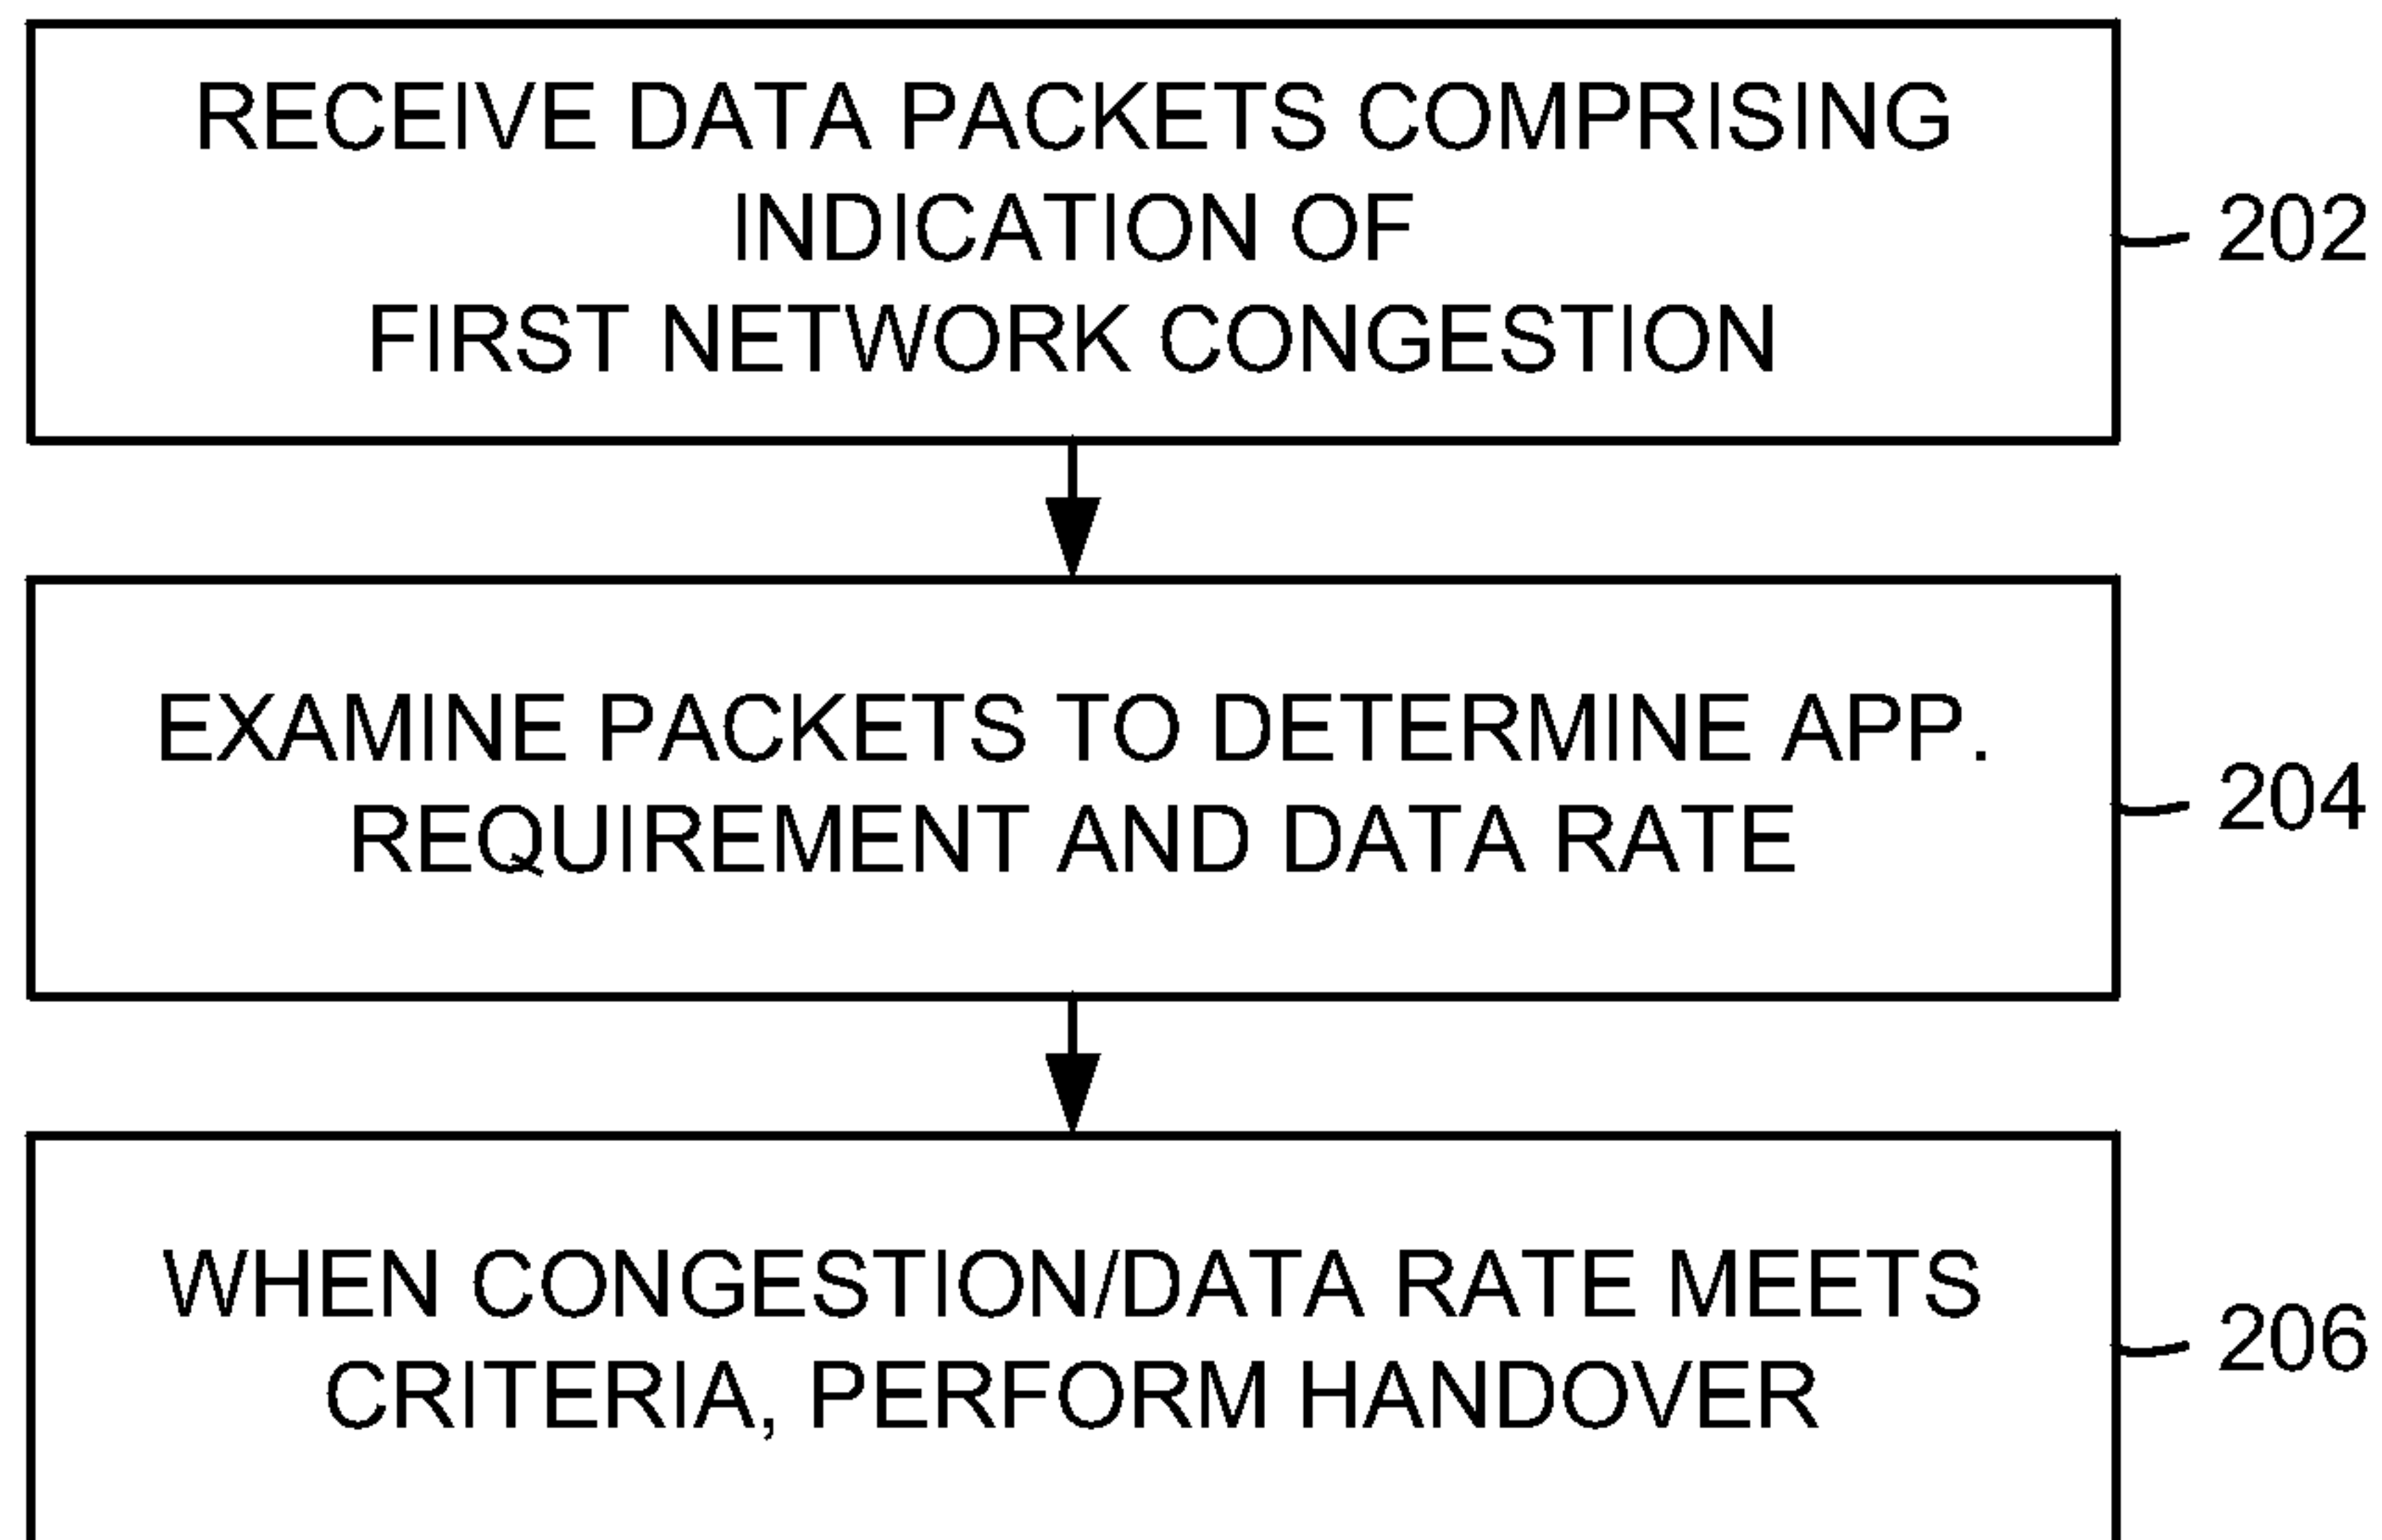 RECEIVE DATA PACKETS COMPRISING
INDICATION OF
FIRST NETWORK CONGESTION
202
EXAMINE PACKETS TO DETERMINE APP.
REQUIREMENT AND DATA RATE
204
WHEN CONGESTION/DATA RATE MEETS
CRITERIA, PERFORM HANDOVER
206